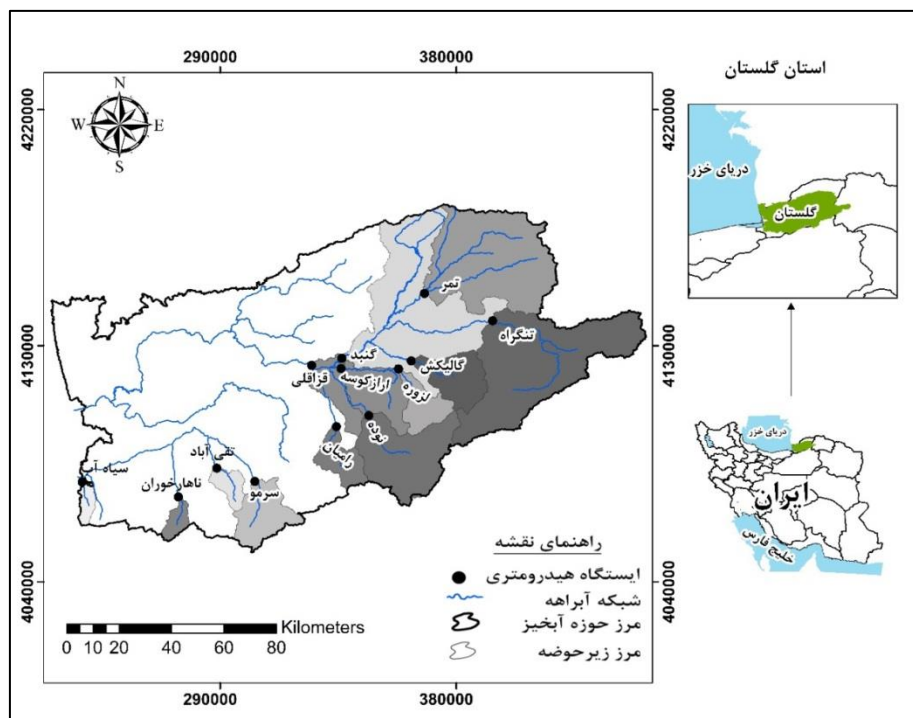 290000
380000
4220000
4220000
N
W
E
S
تمر
تنگراه
4130000
4130000
گنبد
گالیکش
قزاقلی
ارازکوسه
لزوره
نوده
رامیان
تقی آباد
سیاه آب
ناهارخوران
سرمو
راهنمای نقشه
ایستگاه هیدرومتری
شبکه آبراهه
مرز حوزه آبخیز
مرز زیرحوضه
4040000
4040000
Kilometers
0 10 20 40 60 80
290000
380000
استان گلستان
دریای خزر
گلستان
دریای خزر
ایران
خلیج فارس